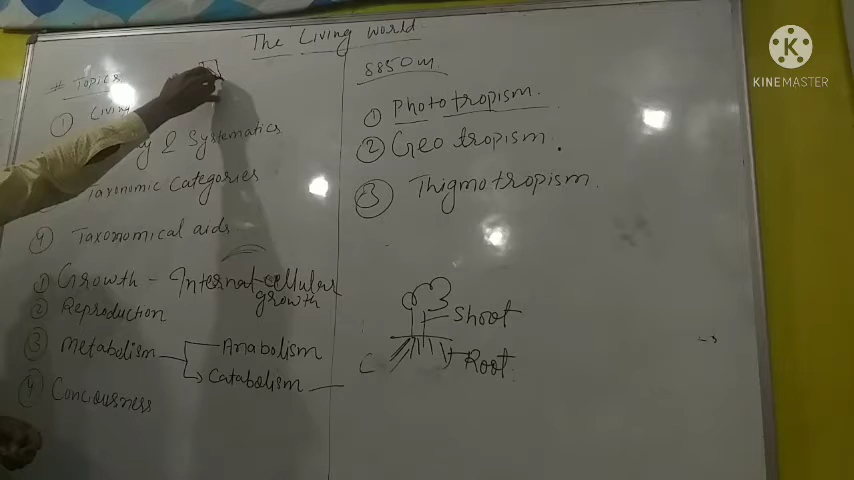 The Living world
# Topics
① Living
& Systematics
Taxonomic Categories
④ Taxonomical aids
① Growth - Internal-cellular
growth
② Reproduction
③ Metabolism
Anabolism
Catabolism
④ Conciousness
8850m.
① Phototropism.
② Geotropism.
③ Thigmotropism.
Shoot
Root
K
KINEMASTER